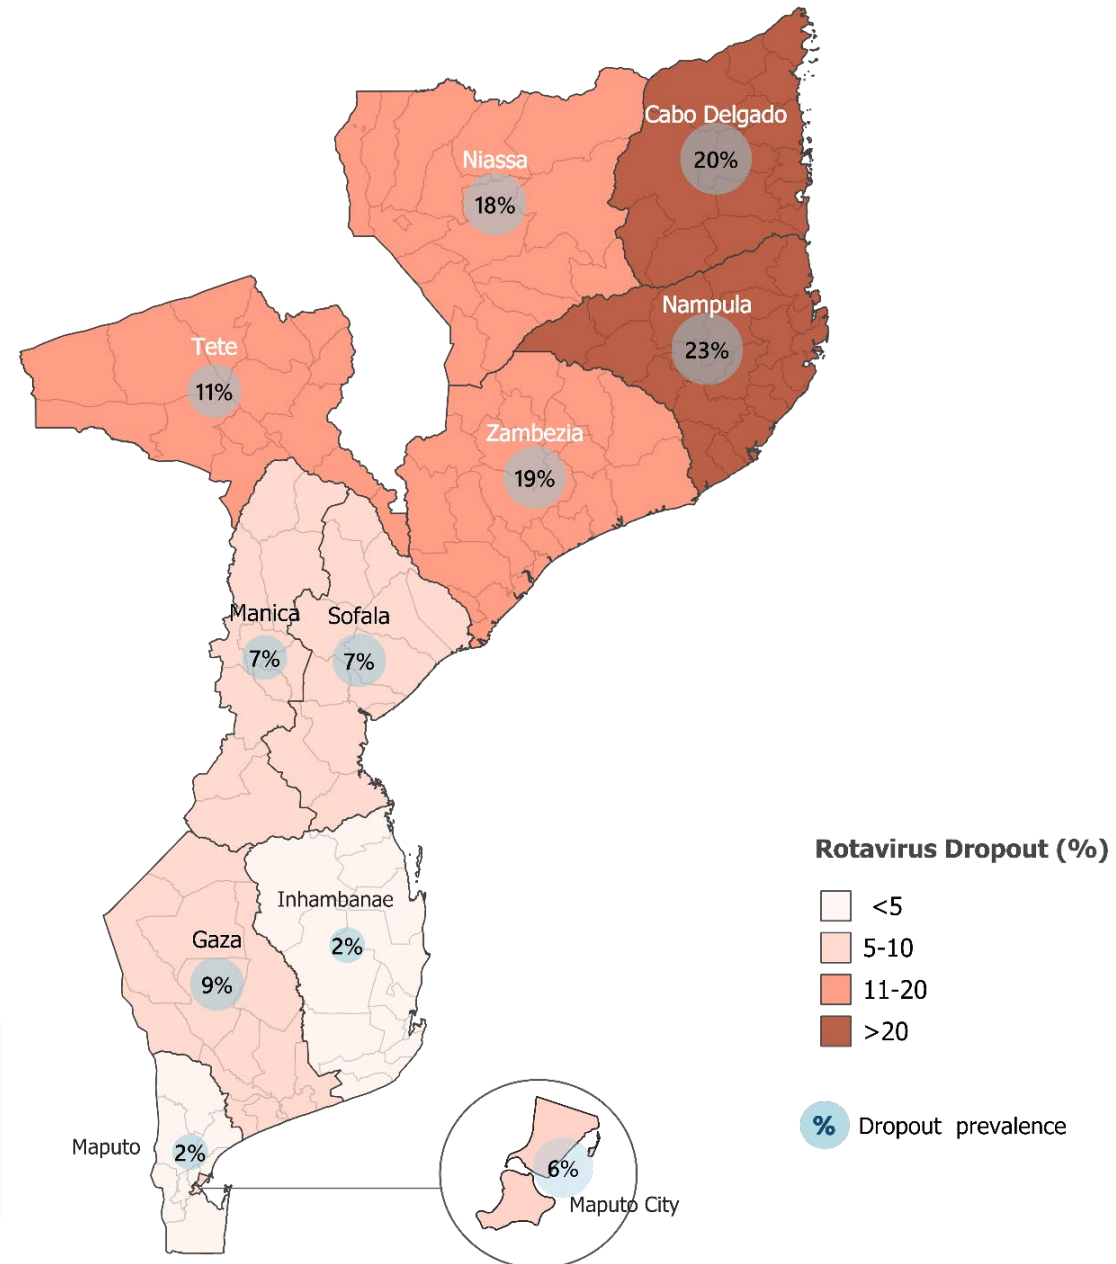 Cabo Delgado
20%
Niassa
18%
Nampula
23%
Tete
11%
Zambezia
19%
Manica
7%
Sofala
7%
Inhambanae
2%
Gaza
9%
Maputo
2%
6%
Maputo City
Rotavirus Dropout (%)
<5
5-10
11-20
>20
% Dropout prevalence